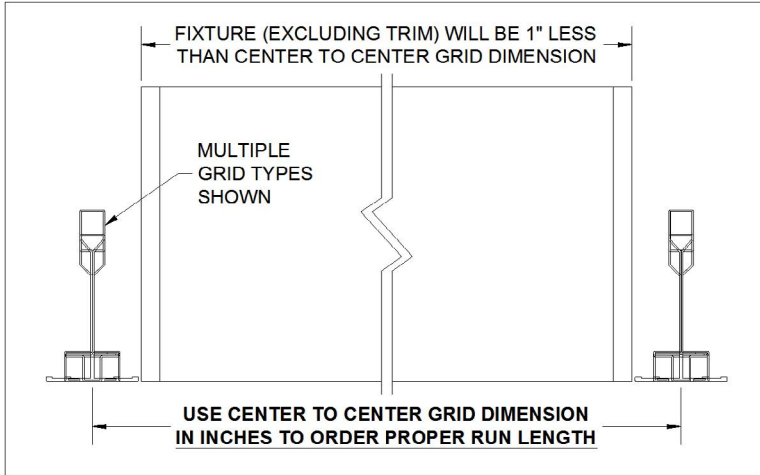 FIXTURE (EXCLUDING TRIM) WILL BE 1" LESS
THAN CENTER TO CENTER GRID DIMENSION
MULTIPLE
GRID TYPES
SHOWN
USE CENTER TO CENTER GRID DIMENSION
IN INCHES TO ORDER PROPER RUN LENGTH